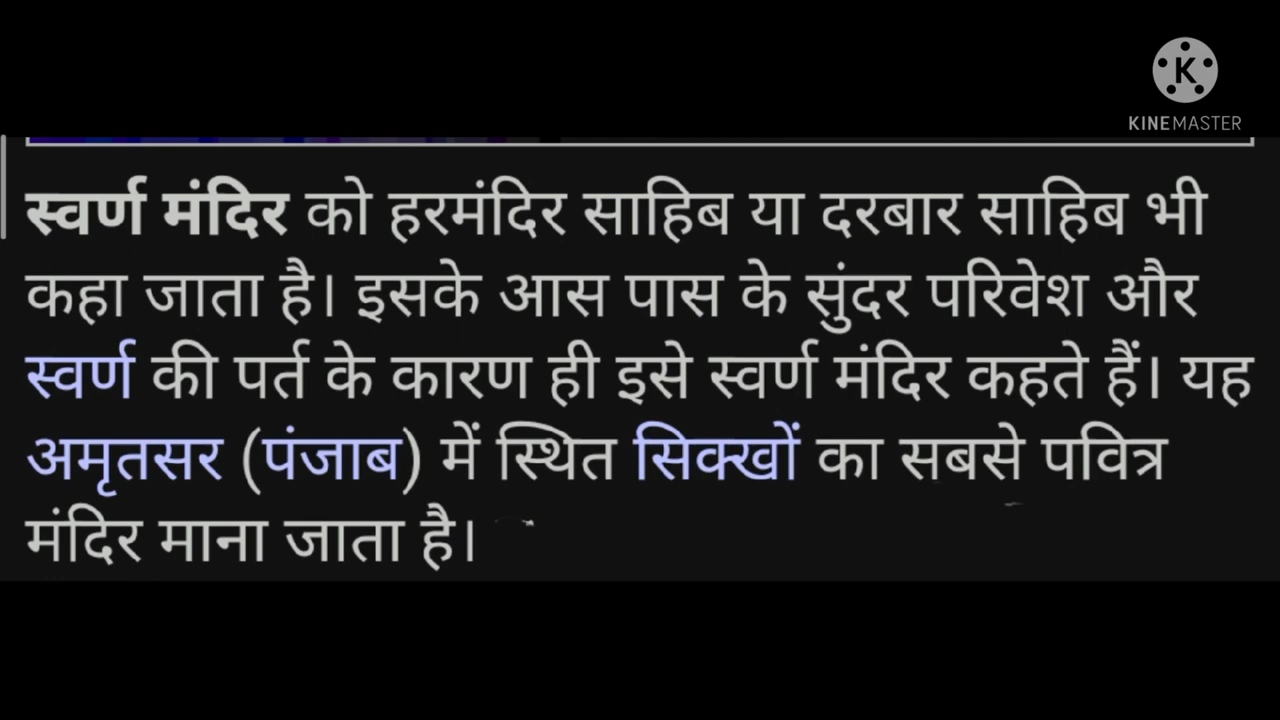 KINEMASTER
स्वर्ण मंदिर को हरमंदिर साहिब या दरबार साहिब भी
कहा जाता है। इसके आस पास के सुंदर परिवेश और
स्वर्ण की पर्त के कारण ही इसे स्वर्ण मंदिर कहते हैं। यह
अमृतसर (पंजाब) में स्थित सिक्खों का सबसे पवित्र
मंदिर माना जाता है।